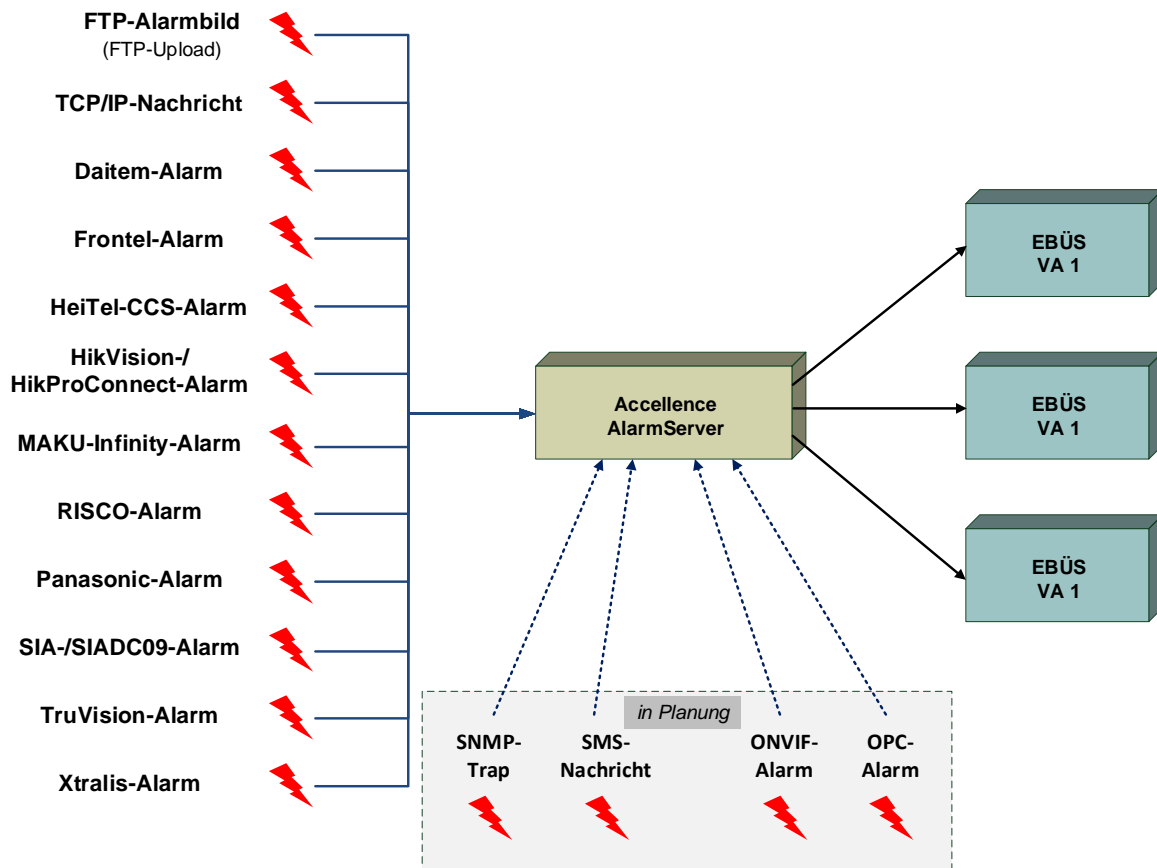 FTP-Alarmbild
(FTP-Upload)
TCP/IP-Nachricht
Daitem-Alarm
Frontel-Alarm
HeiTel-CCS-Alarm
HikVision-/
HikProConnect-Alarm
MAKU-Infinity-Alarm
RISCO-Alarm
Panasonic-Alarm
SIA-/SIADC09-Alarm
TruVision-Alarm
Xtralis-Alarm
Accellence
AlarmServer
EBÜS
VA 1
EBÜS
VA 1
EBÜS
VA 1
in Planung
SNMP-
Trap
SMS-
Nachricht
ONVIF-
Alarm
OPC-
Alarm